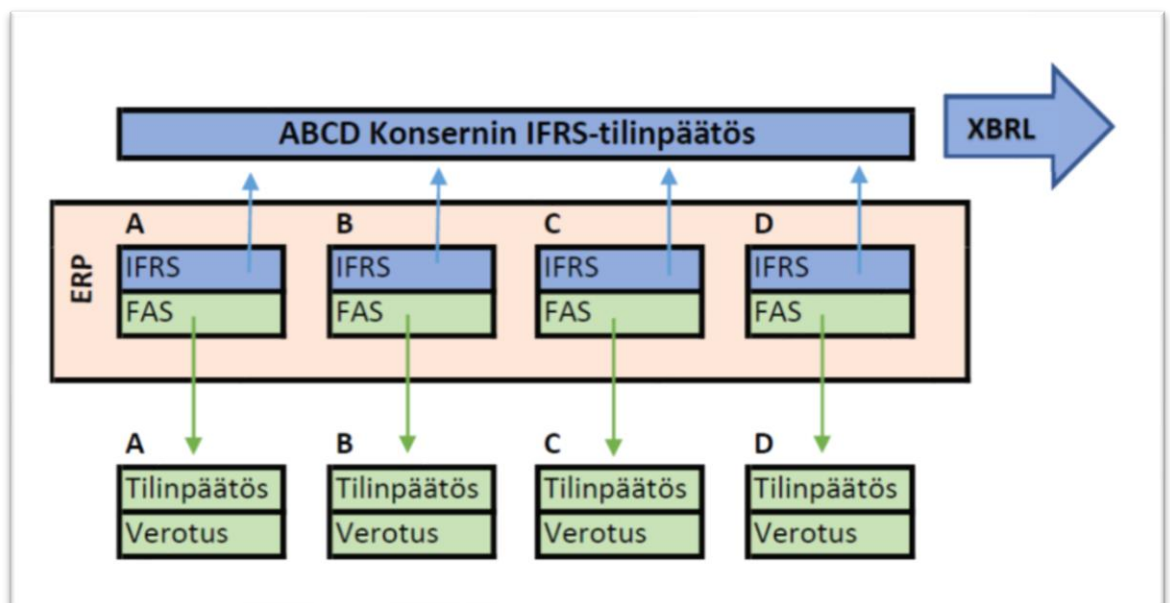 ABCD Konsernin IFRS-tilinpäätös
XBRL
ERP
A
B
C
D
IFRS
IFRS
IFRS
IFRS
FAS
FAS
FAS
FAS
A
B
C
D
Tilinpäätös
Tilinpäätös
Tilinpäätös
Tilinpäätös
Verotus
Verotus
Verotus
Verotus